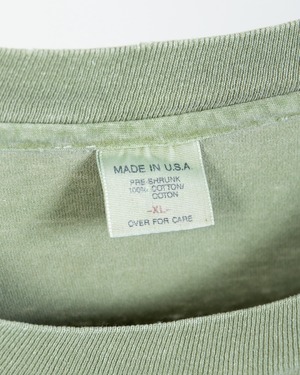 MADE IN U.S.A.
PRE-SHRUNK
100% COTTON/
COTON
-XL-
OVER FOR CARE